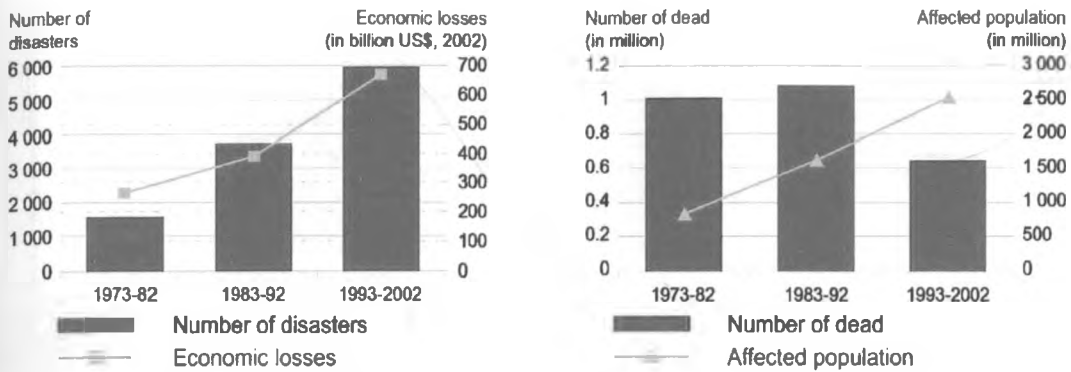 Number of
disasters
Economic losses
(in billion US$, 2002)
6 000
5 000
4 000
3 000
2 000
1 000
0
700
600
500
400
300
200
100
0
1973-82
1983-92
1993-2002
Number of disasters
Economic losses
Number of dead
(in million)
Affected population
(in million)
1.2
1
0.8
0.6
0.4
0.2
0
3 000
2 500
2 000
1 500
1 000
500
0
1973-82
1983-92
1993-2002
Number of dead
Affected population